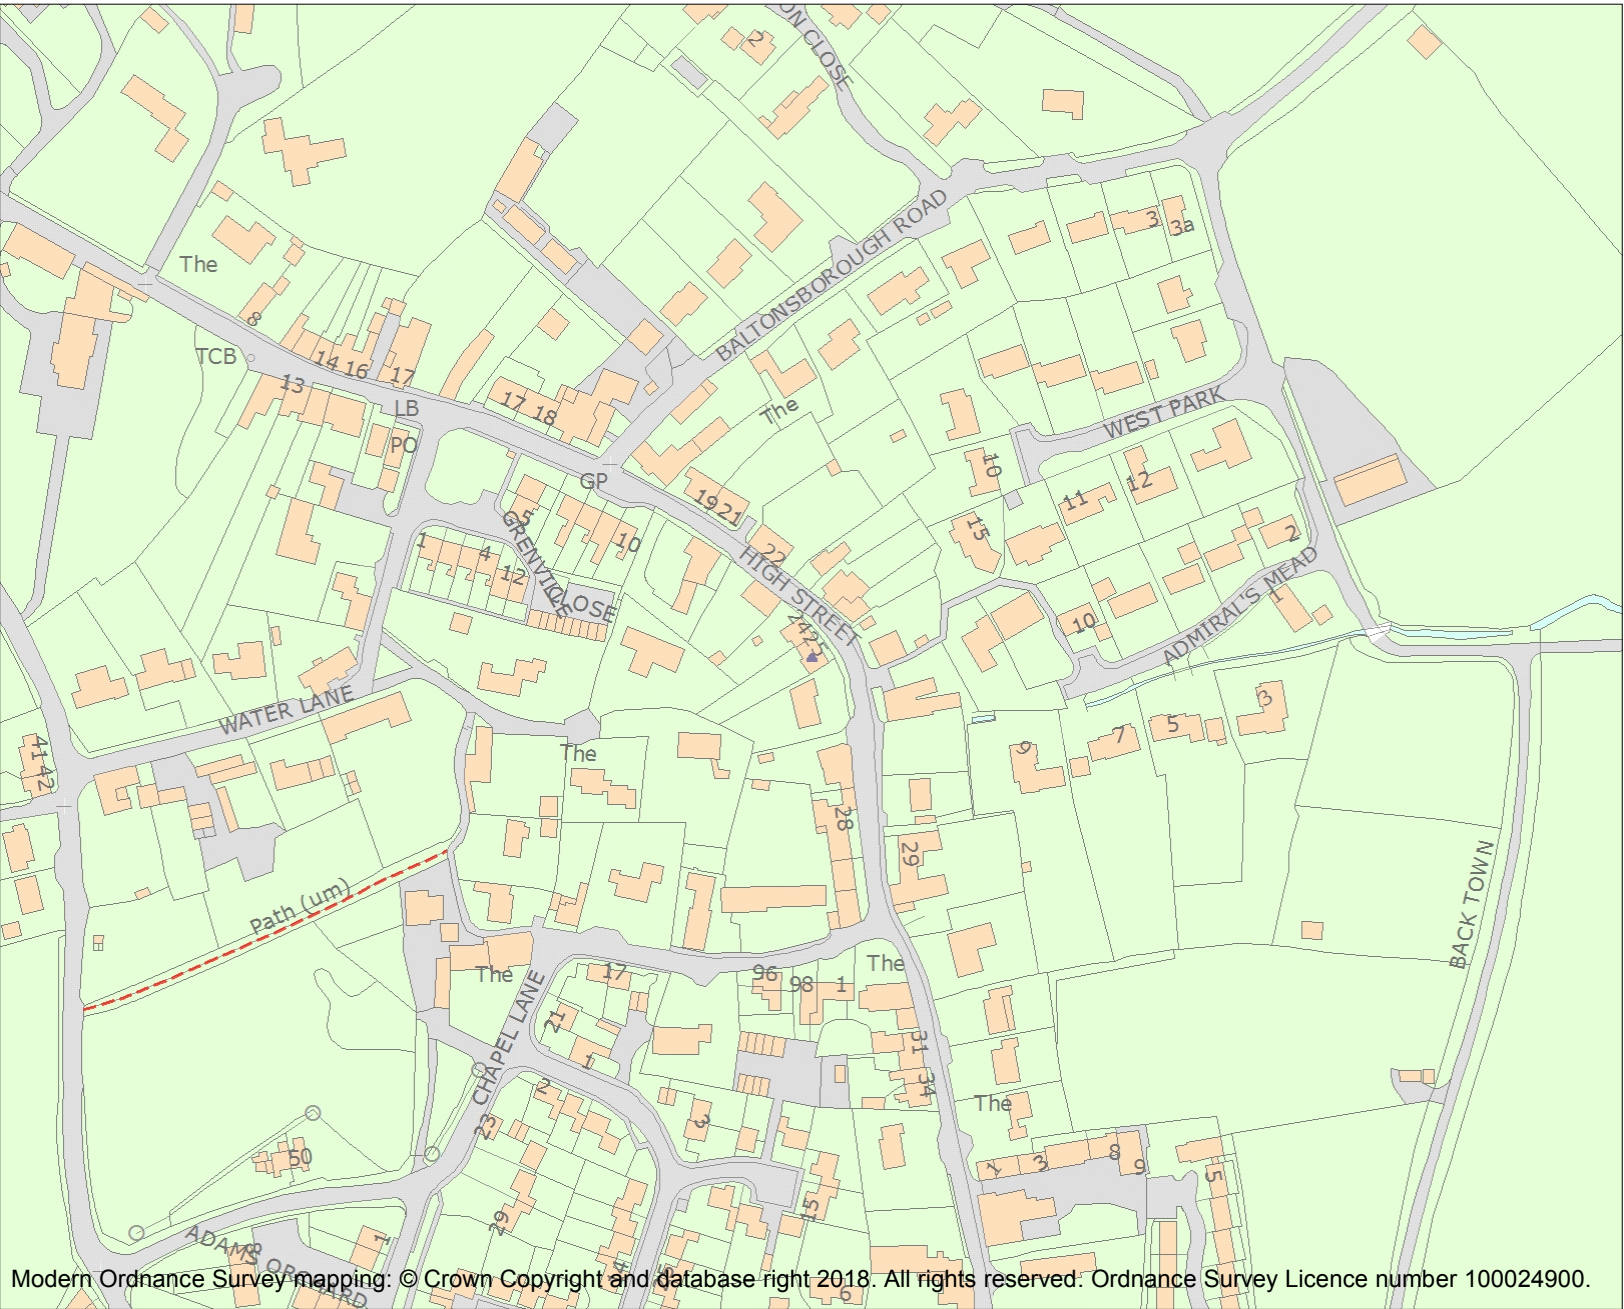 ON CLOSE
2
The
BALTONSBOROUGH ROAD
3
3a
8
TCB
14
16
17
13
LB
PO
17
18
The
WEST PARK
GP
19
21
22
10
11
12
15
2
5
10
GRENVILLE
CLOSE
1
4
12
HIGH STREET
24
25
ADMIRAL'S MEAD
1
10
WATER LANE
41
42
The
3
5
7
9
28
29
Path (um)
BACK TOWN
The
The
17
96
98
1
CHAPEL LANE
21
1
2
23
3
31
34
The
50
1
3
8
9
5
29
15
ADAMS ORCHARD
8
1
6
Modern Ordnance Survey mapping: © Crown Copyright and database right 2018. All rights reserved. Ordnance Survey Licence number 100024900.